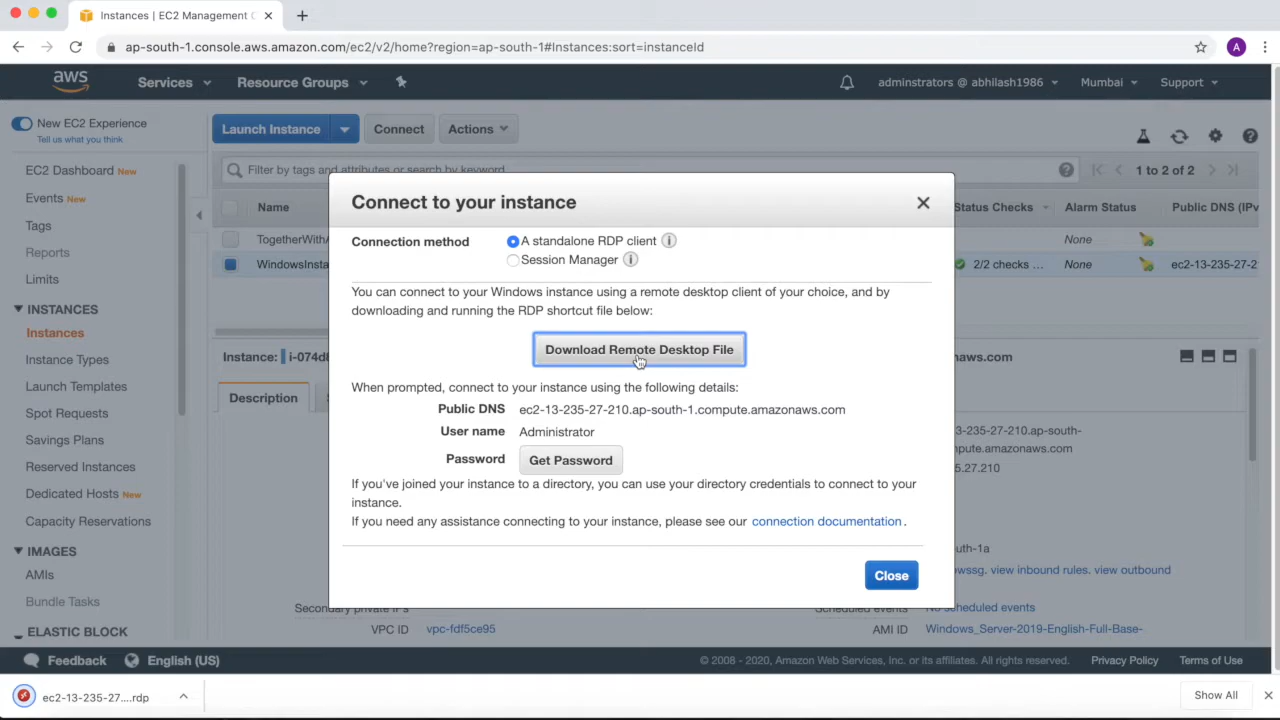 Instances | EC2 Management C
ap-south-1.console.aws.amazon.com/ec2/v2/home?region=ap-south-1#Instances:sort=instanceId
A
aws
Services
Resource Groups
adminstrators @ abhilash1986
Mumbai
Support
New EC2 Experience
Tell us what you think
EC2 Dashboard New
Events New
Tags
Reports
Limits
INSTANCES
Instances
Instance Types
Launch Templates
Spot Requests
Savings Plans
Reserved Instances
Dedicated Hosts New
Capacity Reservations
IMAGES
AMIs
Bundle Tasks
ELASTIC BLOCK
Launch Instance
Connect
Actions
Filter by tags and attributes or search by keyword
1 to 2 of 2
Name
Status Checks
Alarm Status
Public DNS (IPv
TogetherWithA
None
WindowsInsta
2/2 checks ...
None
ec2-13-235-27-2
Instance:
i-074d8
naws.com
Description
Connect to your instance
Connection method
A standalone RDP client
Session Manager
You can connect to your Windows instance using a remote desktop client of your choice, and by
downloading and running the RDP shortcut file below:
Download Remote Desktop File
When prompted, connect to your instance using the following details:
Public DNS ec2-13-235-27-210.ap-south-1.compute.amazonaws.com
User name Administrator
Password Get Password
If you've joined your instance to a directory, you can use your directory credentials to connect to your
instance.
If you need any assistance connecting to your instance, please see our connection documentation.
Close
3-235-27-210.ap-south-
pute.amazonaws.com
5.27.210
uth-1a
owssg. view inbound rules. view outbound
Secondary private IPs
Scheduled events
No scheduled events
VPC ID
vpc-fdf5ce95
AMI ID
Windows_Server-2019-English-Full-Base-
Feedback
English (US)
© 2008 - 2020, Amazon Web Services, Inc. or its affiliates. All rights reserved.
Privacy Policy
Terms of Use
ec2-13-235-27....rdp
Show All